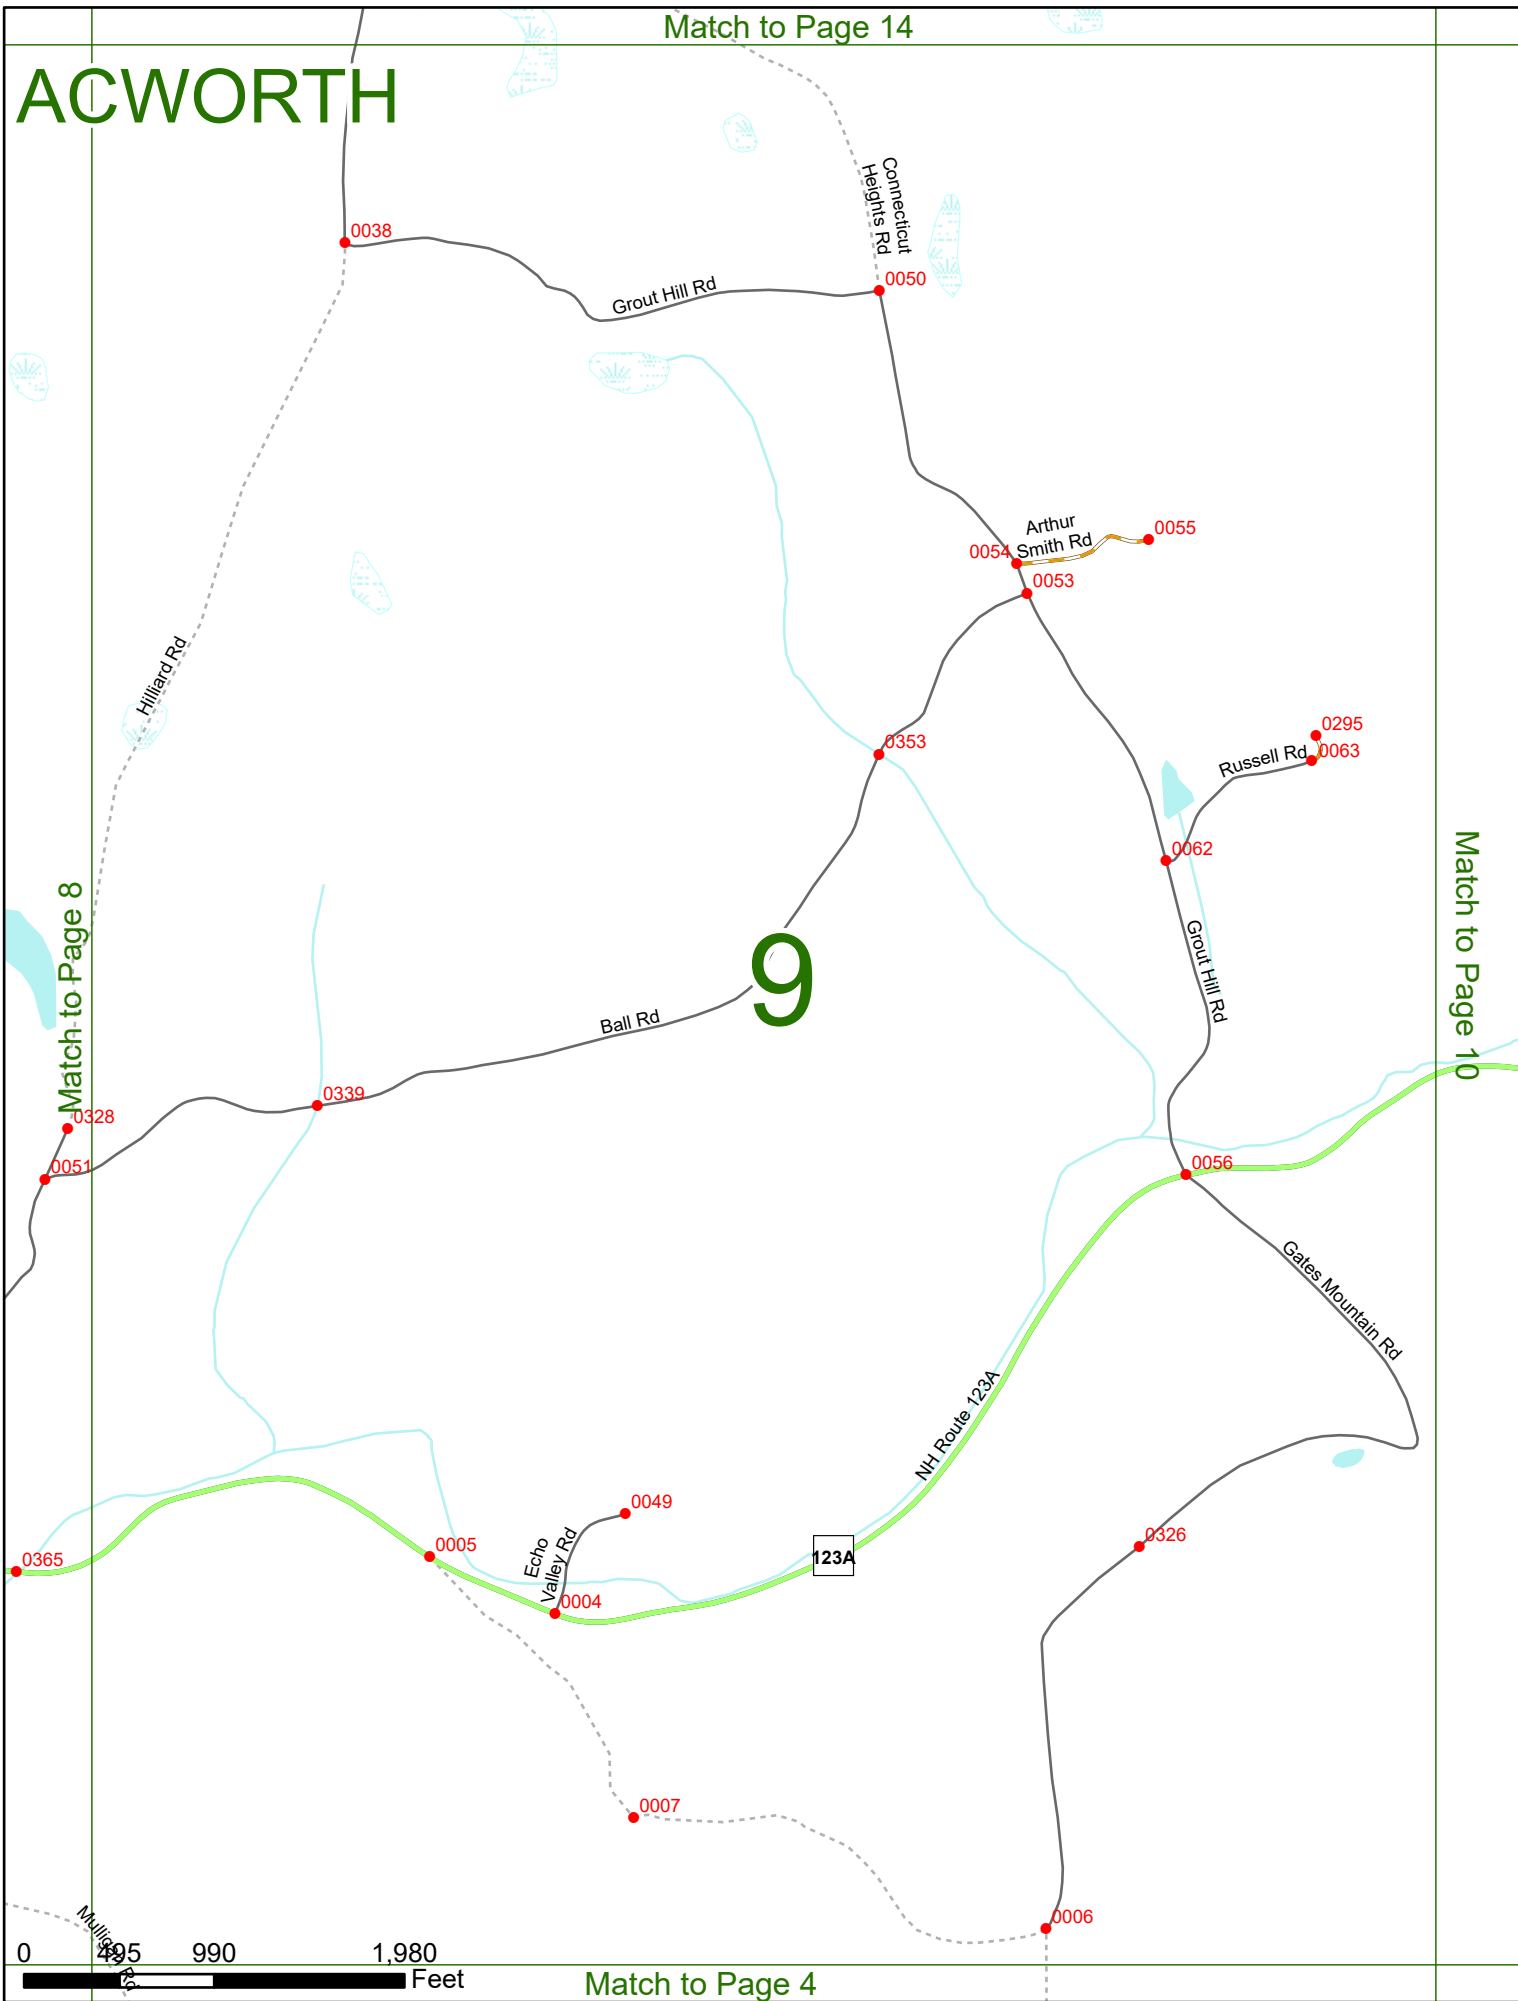 Match to Page 14
ACWORTH
Connecticut
Heights Rd
0038
0050
Grout Hill Rd
Arthur
Smith Rd
0055
0054
0053
Hilliard Rd
0353
0295
0063
Russell Rd
0062
Match to Page 8
Match to Page 10
9
Grout Hill Rd
Ball Rd
0339
0328
0051
0056
Gates Mountain Rd
NH Route 123A
0049
Echo
Valley Rd
0005
0365
123A
0326
0004
0007
0006
Mulligan Rd
0 495 990 1,980
Feet
Match to Page 4